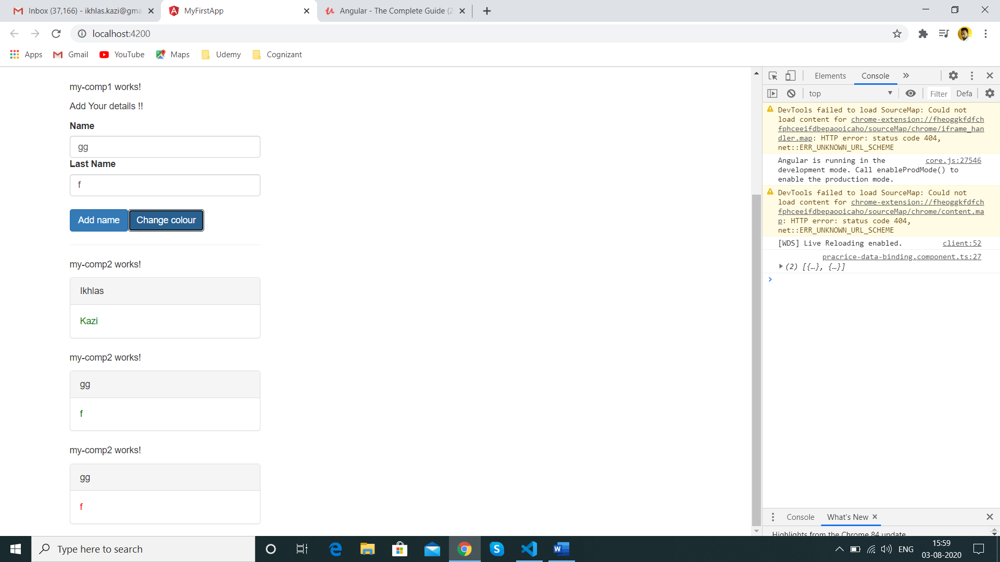 Inbox (37,166) - ikhlas.kazi@gma
MyFirstApp
Angular - The Complete Guide (2
localhost:4200
Apps Gmail YouTube Maps Udemy Cognizant
my-comp1 works!
Add Your details !!
Name
gg
Last Name
f
Add name Change colour
my-comp2 works!
Ikhlas
Kazi
my-comp2 works!
gg
f
my-comp2 works!
gg
f
Elements Console
top Filter Defa
DevTools failed to load SourceMap: Could not
load content for chrome-extension://fheoggkfdfch
fphceeifdbepaooicaho/sourceMap/chrome/iframe_han
dler.map: HTTP error: status code 404,
net::ERR_UNKNOWN_URL_SCHEME
Angular is running in the core.js:27546
development mode. Call enableProdMode() to
enable the production mode.
DevTools failed to load SourceMap: Could not
load content for chrome-extension://fheoggkfdfch
fphceeifdbepaooicaho/sourceMap/chrome/content.ma
p: HTTP error: status code 404,
net::ERR_UNKNOWN_URL_SCHEME
[WDS] Live Reloading enabled. client:52
pracrice-data-binding.component.ts:27
(2) [{…}, {…}]
Console What's New
Highlights from the Chrome 84 update
Type here to search
ENG
15:59
03-08-2020